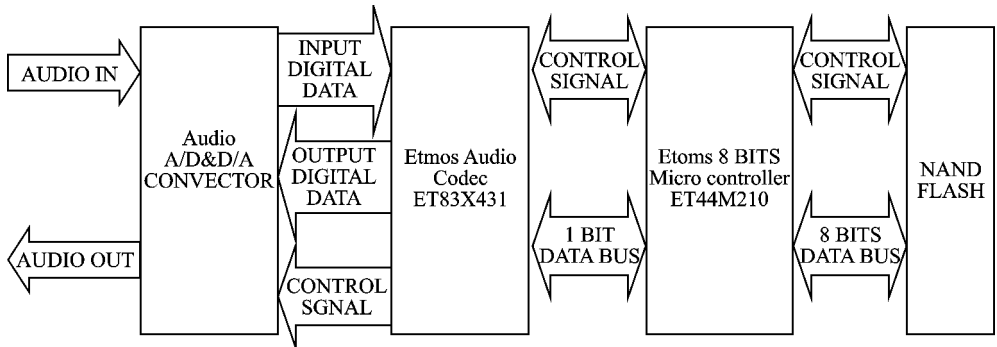 AUDIO IN
AUDIO OUT
Audio
A/D&D/A
CONVECTOR
INPUT
DIGITAL
DATA
OUTPUT
DIGITAL
DATA
CONTROL
SGNAL
Etmos Audio
Codec
ET83X431
CONTROL
SIGNAL
1 BIT
DATA BUS
Etoms 8 BITS
Micro controller
ET44M210
CONTROL
SIGNAL
8 BITS
DATA BUS
NAND
FLASH